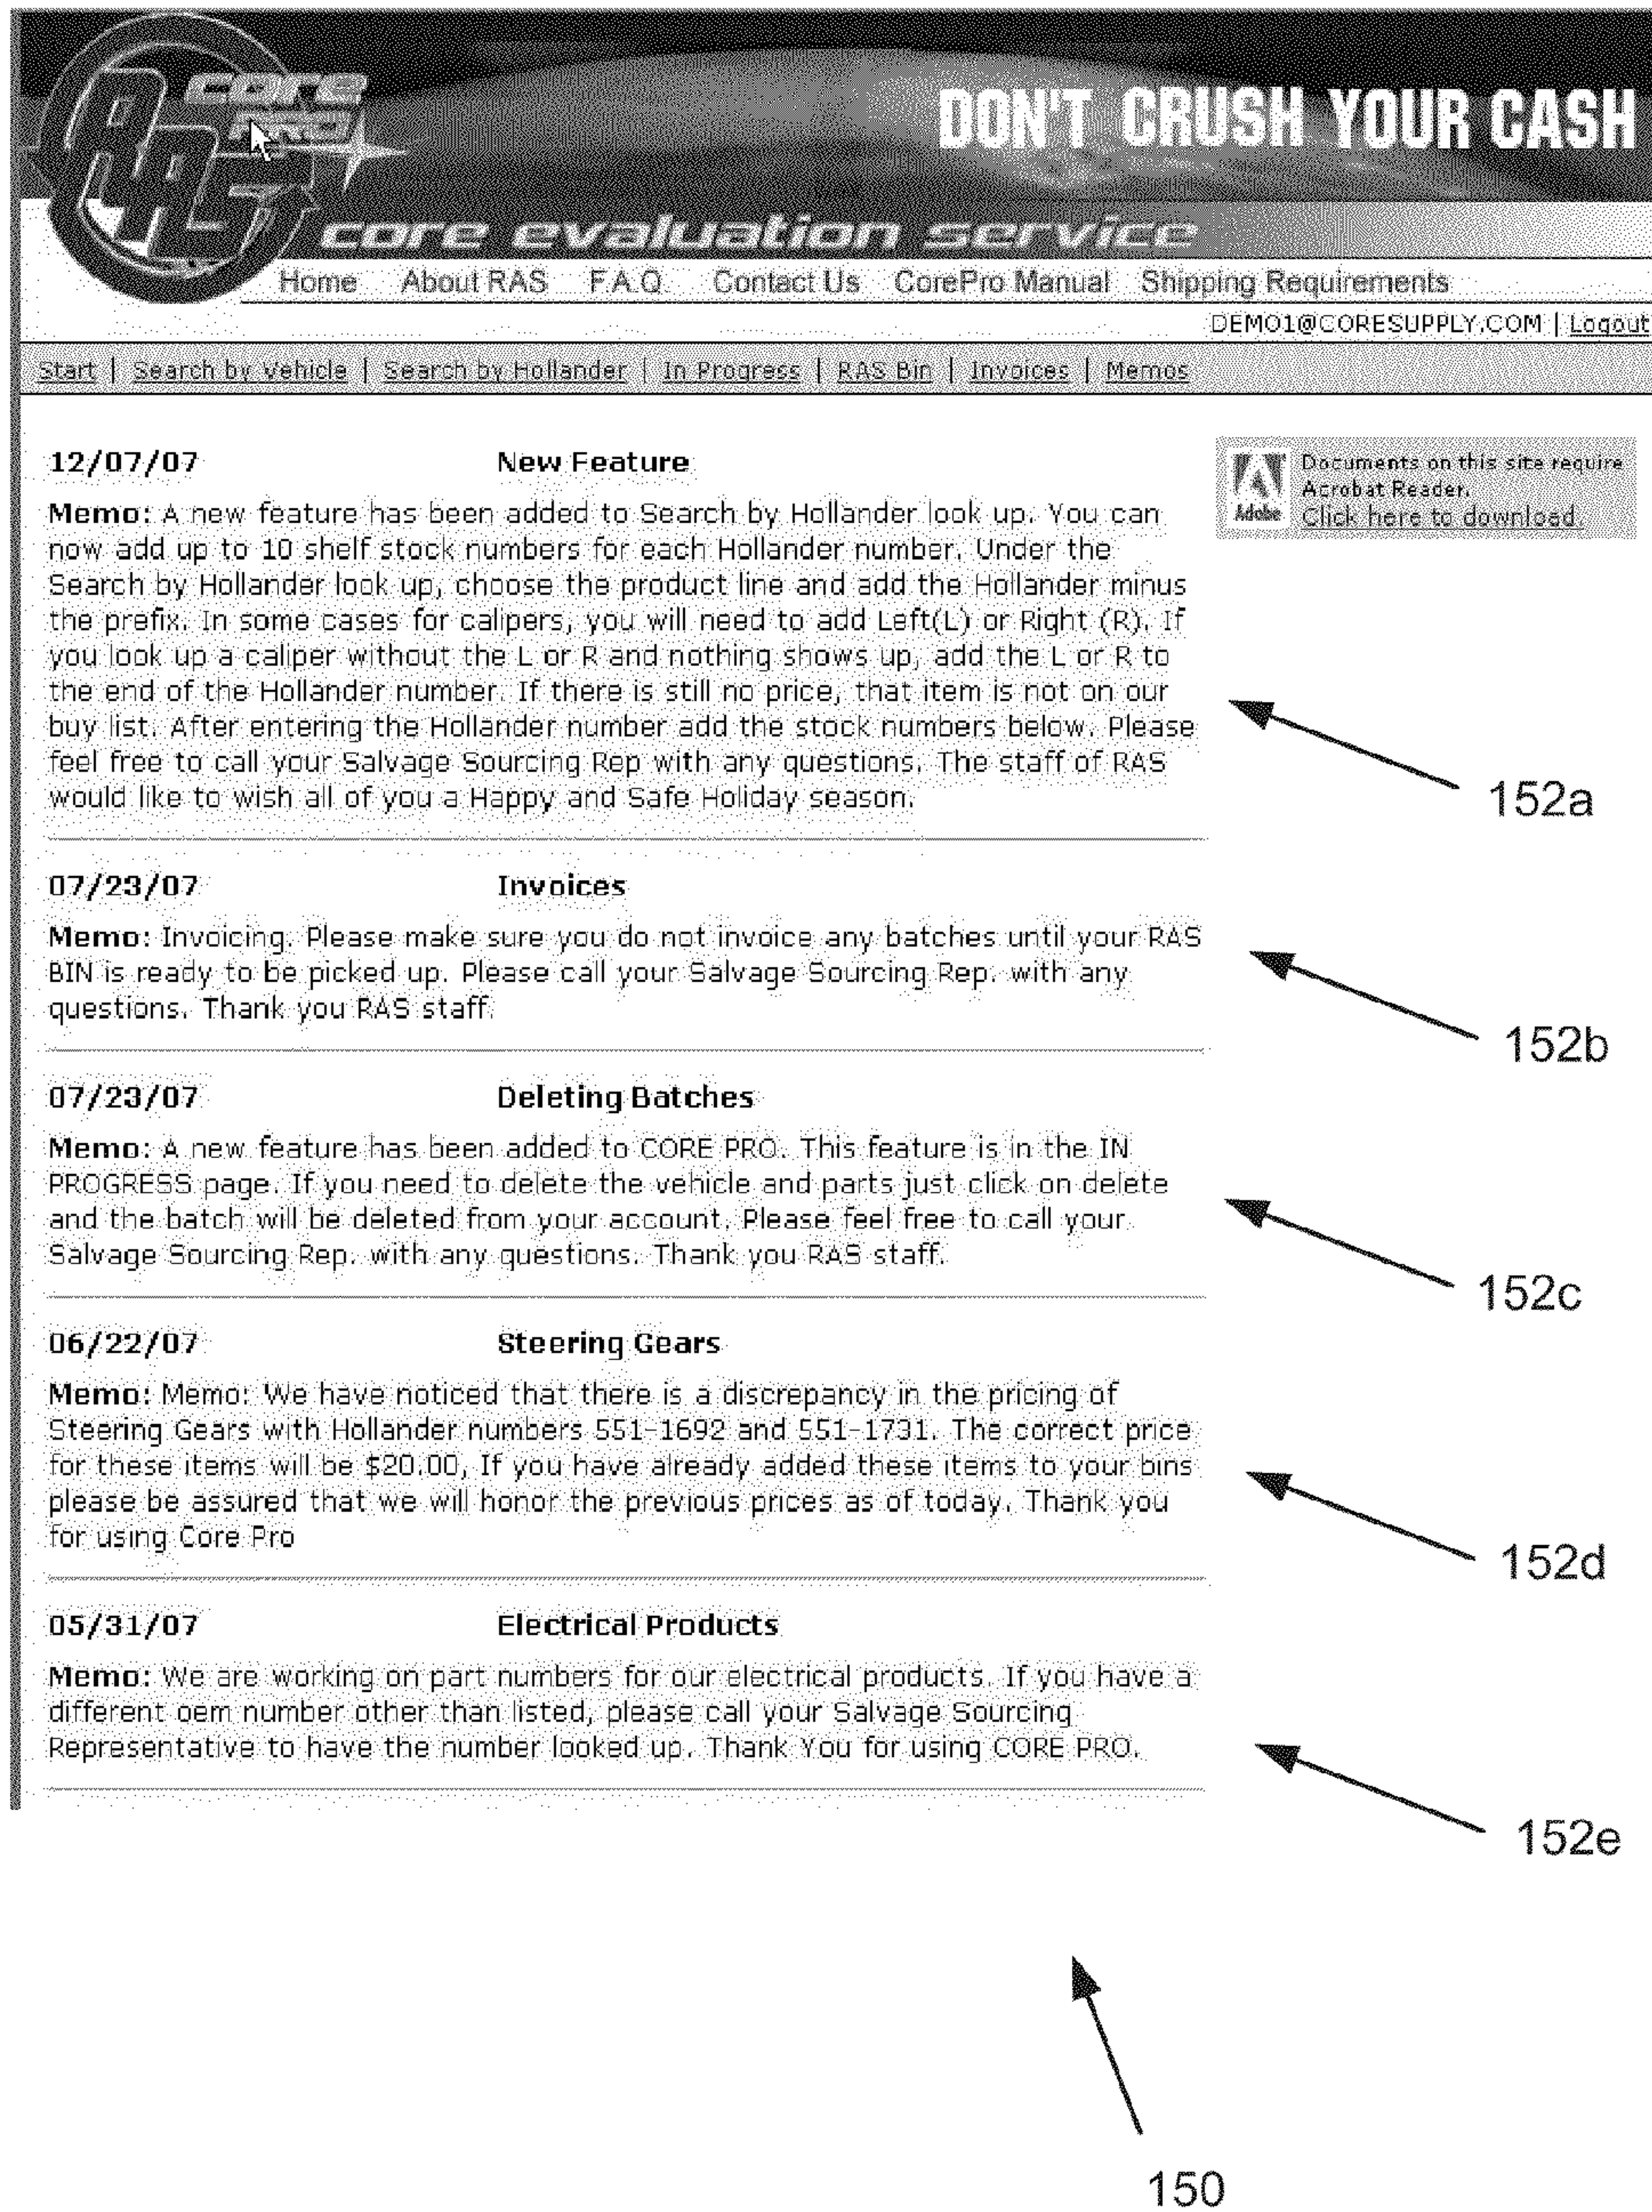 RAS
core
PRO
DON'T CRUSH YOUR CASH
core evaluation service
Home About RAS F.A.Q Contact Us CorePro Manual Shipping Requirements
DEMO1@CORESUPPLY.COM | Logout
Start | Search by Vehicle | Search by Hollander | In Progress | RAS Bin | Invoices | Memos
12/07/07 New Feature
Memo: A new feature has been added to Search by Hollander look up. You can
now add up to 10 shelf stock numbers for each Hollander number. Under the
Search by Hollander look up, choose the product line and add the Hollander minus
the prefix. In some cases for calipers, you will need to add Left(L) or Right (R). If
you look up a caliper without the L or R and nothing shows up, add the L or R to
the end of the Hollander number. If there is still no price, that item is not on our
buy list. After entering the Hollander number add the stock numbers below. Please
feel free to call your Salvage Sourcing Rep with any questions. The staff of RAS
would like to wish all of you a Happy and Safe Holiday season.
Adobe
Documents on this site require
Acrobat Reader.
Click here to download.
152a
07/23/07 Invoices
Memo: Invoicing. Please make sure you do not invoice any batches until your RAS
BIN is ready to be picked up. Please call your Salvage Sourcing Rep. with any
questions. Thank you RAS staff.
152b
07/23/07 Deleting Batches
Memo: A new feature has been added to CORE PRO. This feature is in the IN
PROGRESS page. If you need to delete the vehicle and parts just click on delete
and the batch will be deleted from your account. Please feel free to call your
Salvage Sourcing Rep. with any questions. Thank you RAS staff.
152c
06/22/07 Steering Gears
Memo: Memo: We have noticed that there is a discrepancy in the pricing of
Steering Gears with Hollander numbers 551-1692 and 551-1731. The correct price
for these items will be $20.00, If you have already added these items to your bins
please be assured that we will honor the previous prices as of today. Thank you
for using Core Pro
152d
05/31/07 Electrical Products
Memo: We are working on part numbers for our electrical products. If you have a
different oem number other than listed, please call your Salvage Sourcing
Representative to have the number looked up. Thank You for using CORE PRO.
152e
150